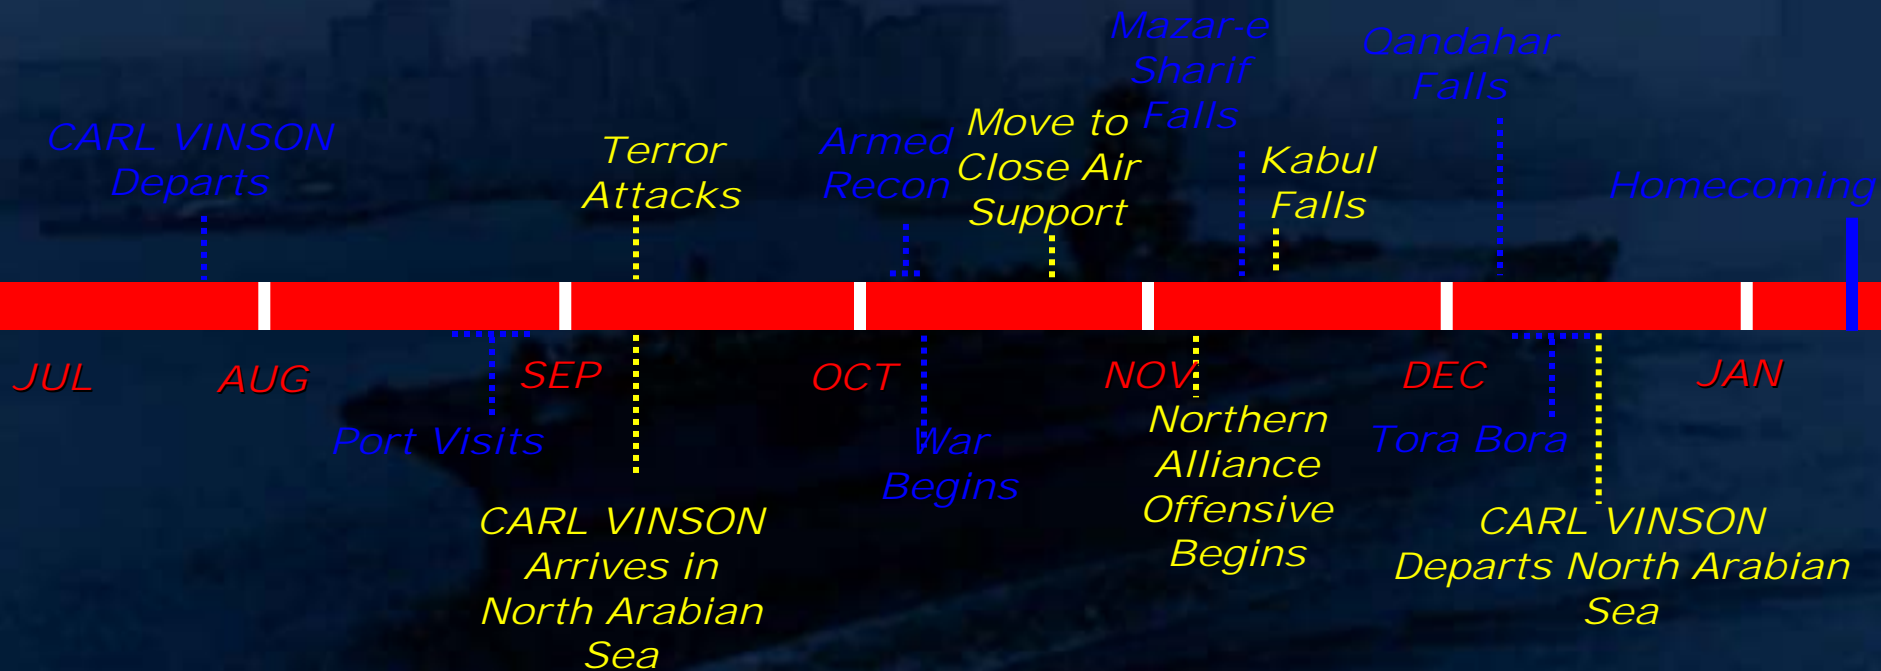 CARL VINSON
Departs
Terror
Attacks
Armed
Recon
Move to
Close Air
Support
Mazar-e
Sharif
Falls
Kabul
Falls
Qandahar
Falls
Homecoming
JUL
AUG
SEP
OCT
NOV
DEC
JAN
Port Visits
CARL VINSON
Arrives in
North Arabian
Sea
War
Begins
Northern
Alliance
Offensive
Begins
Tora Bora
CARL VINSON
Departs North Arabian
Sea